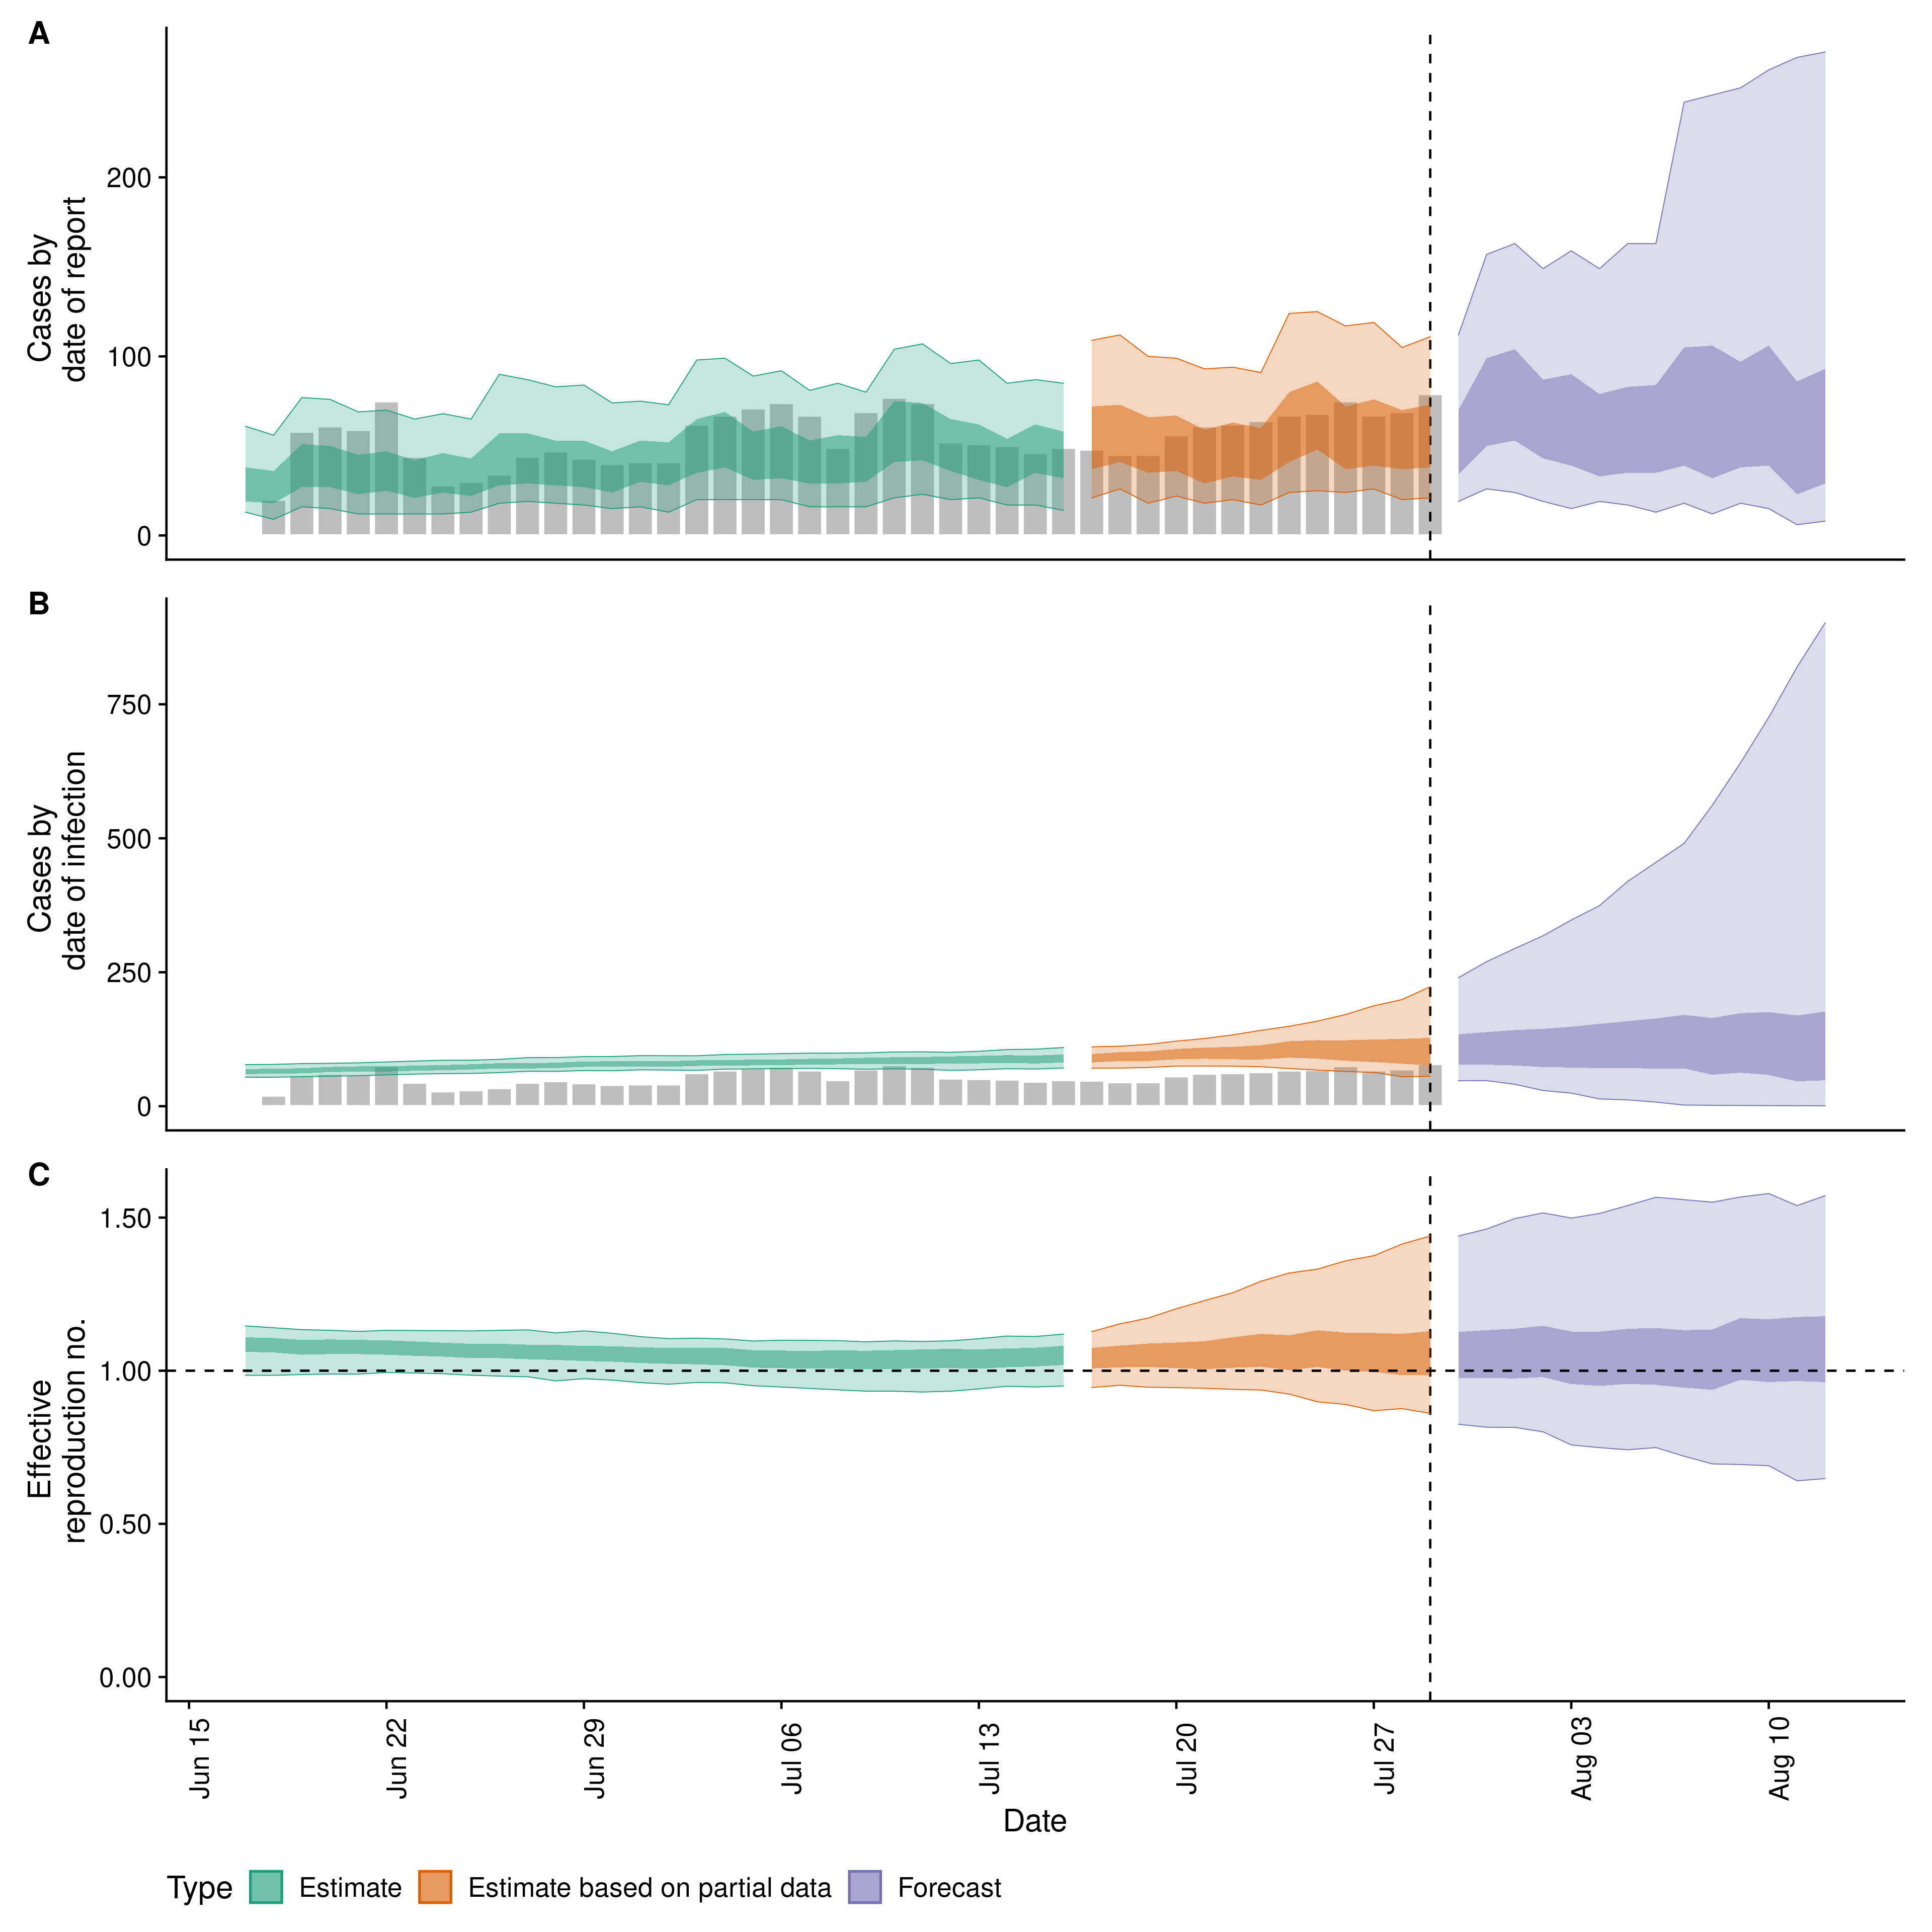 A
Cases by
date of report
200
100
0
B
Cases by
date of infection
750
500
250
0
C
Effective
reproduction no.
1.50
1.00
0.50
0.00
Jun 15
Jun 22
Jun 29
Jul 06
Jul 13
Jul 20
Jul 27
Aug 03
Aug 10
Date
Type Estimate Estimate based on partial data Forecast